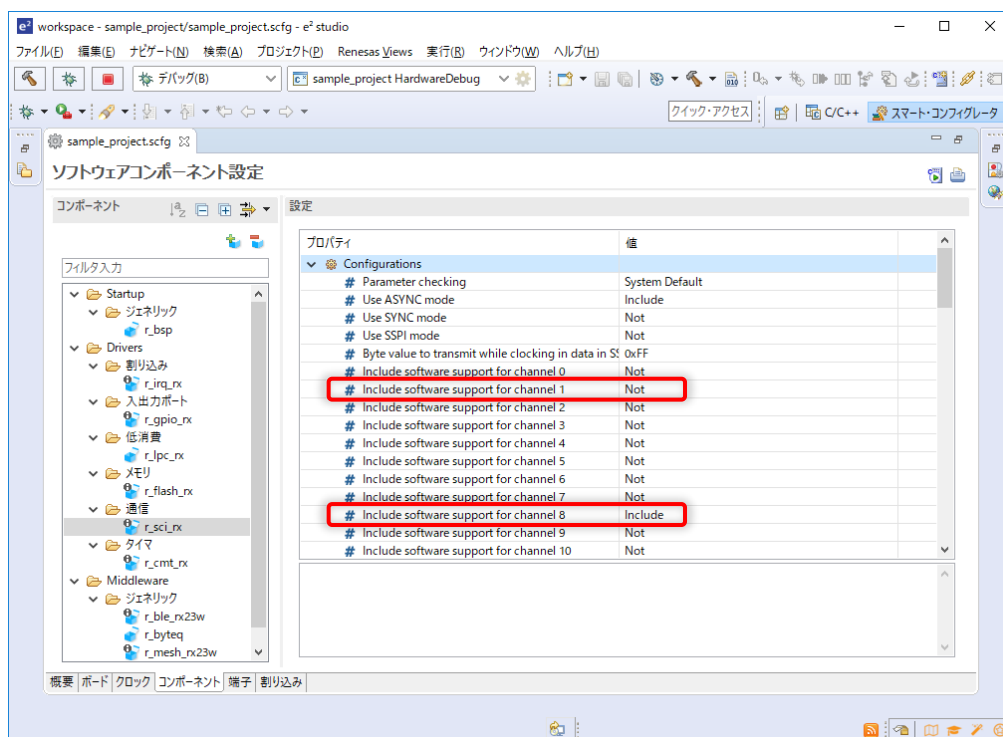 e² workspace - sample_project/sample_project.scfg - e² studio
ファイル(F) 編集(E) ナビゲート(N) 検索(A) プロジェクト(P) Renesas Views 実行(R) ウィンドウ(W) ヘルプ(H)
デバッグ(B) sample_project HardwareDebug
クイック・アクセス C/C++ スマート・コンフィグレータ
sample_project.scfg
ソフトウェアコンポーネント設定
コンポーネント
設定
フィルタ入力
Startup
ジェネリック
r_bsp
Drivers
割り込み
r_irq_rx
入出力ポート
r_gpio_rx
低消費
r_lpc_rx
メモリ
r_flash_rx
通信
r_sci_rx
タイマ
r_cmt_rx
Middleware
ジェネリック
r_ble_rx23w
r_byteq
r_mesh_rx23w
プロパティ 値
Configurations
# Parameter checking System Default
# Use ASYNC mode Include
# Use SYNC mode Not
# Use SSPI mode Not
# Byte value to transmit while clocking in data in SS 0xFF
# Include software support for channel 0 Not
# Include software support for channel 1 Not
# Include software support for channel 2 Not
# Include software support for channel 3 Not
# Include software support for channel 4 Not
# Include software support for channel 5 Not
# Include software support for channel 6 Not
# Include software support for channel 7 Not
# Include software support for channel 8 Include
# Include software support for channel 9 Not
# Include software support for channel 10 Not
概要 ボード クロック コンポーネント 端子 割り込み